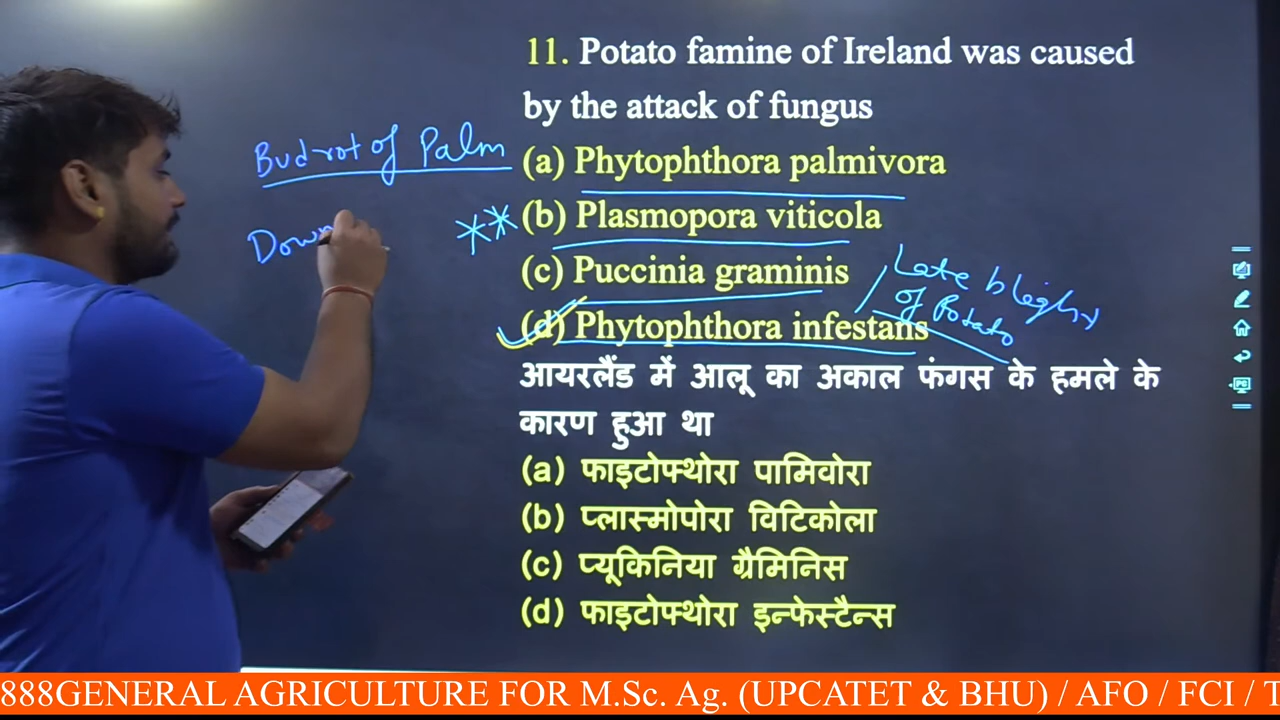 11. Potato famine of Ireland was caused
by the attack of fungus
Bud rot of Palm
(a) Phytophthora palmivora
Down
** (b) Plasmopora viticola
(c) Puccinia graminis
Late blight
of Potato
(d) Phytophthora infestans
आयरलैंड में आलू का अकाल फंगस के हमले के
कारण हुआ था
(a) फाइटोफ्थोरा पामिवोरा
(b) प्लास्मोपोरा विटिकोला
(c) प्यूकिनिया ग्रैमिनिस
(d) फाइटोफ्थोरा इन्फेस्टैन्स
PC
888GENERAL AGRICULTURE FOR M.Sc. Ag. (UPCATET & BHU) / AFO / FCI / T